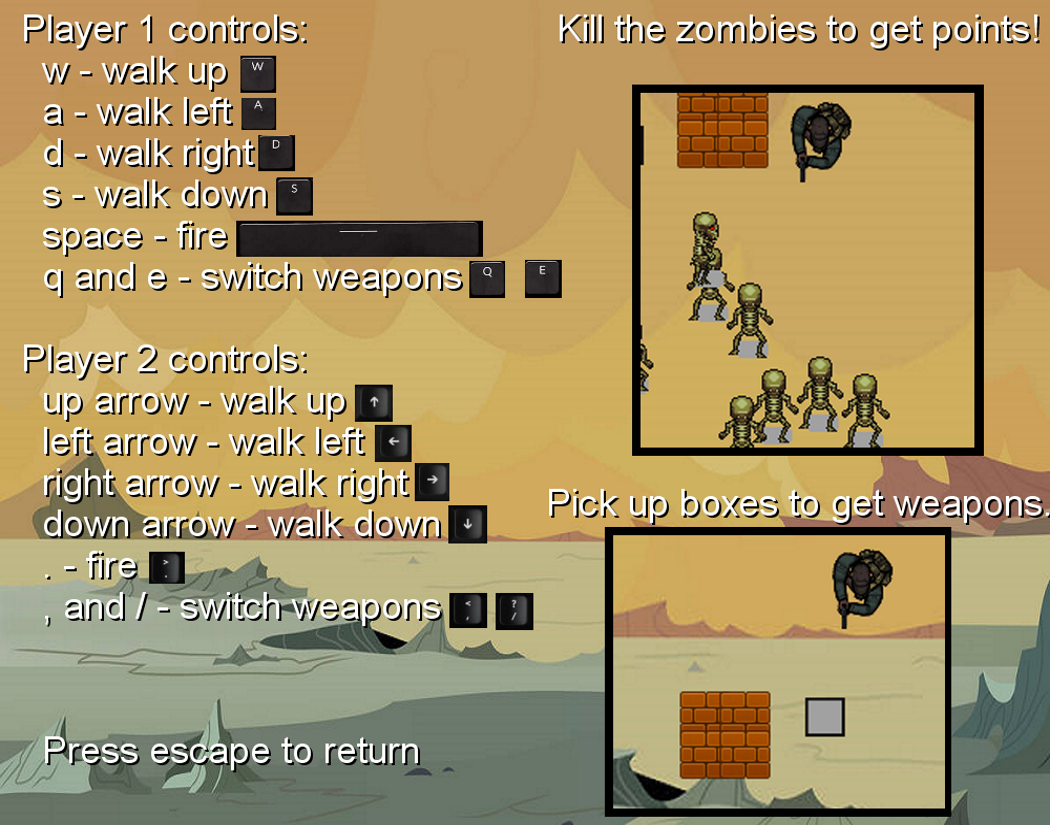 Player 1 controls:
w - walk up W
a - walk left A
d - walk right D
s - walk down S
space - fire
q and e - switch weapons Q E
Player 2 controls:
up arrow - walk up ↑
left arrow - walk left ←
right arrow - walk right →
down arrow - walk down ↓
. - fire > .
, and / - switch weapons < , ? /
Press escape to return
Kill the zombies to get points!
Pick up boxes to get weapons.